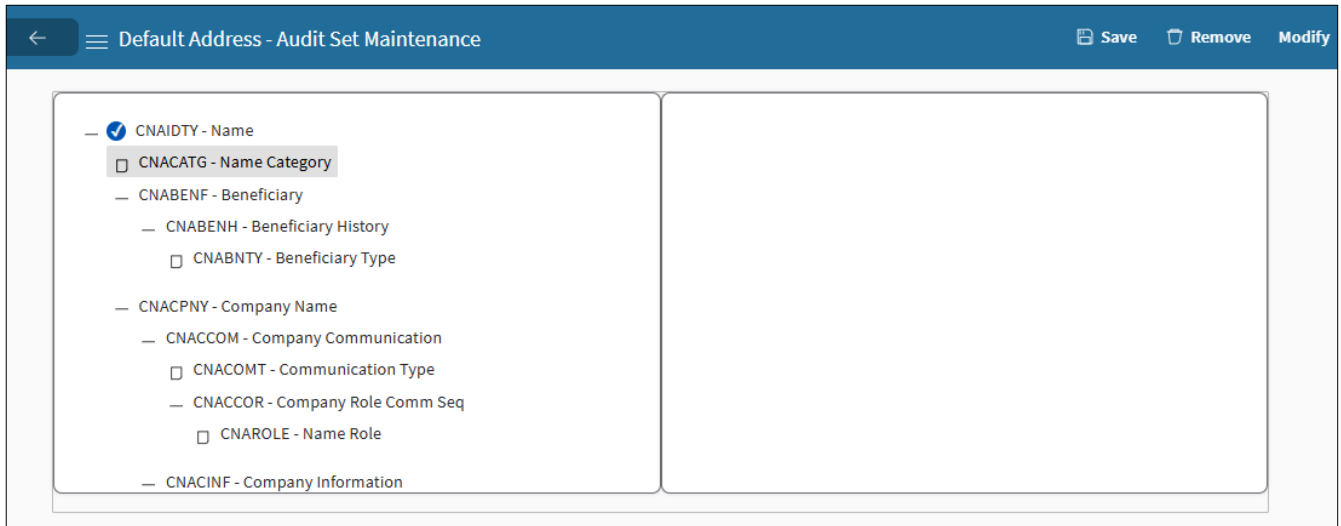 Default Address - Audit Set Maintenance Save Remove Modify
CNAIDTY - Name
CNACATG - Name Category
CNABENF - Beneficiary
CNABENH - Beneficiary History
CNABNTY - Beneficiary Type
CNACPNY - Company Name
CNACCOM - Company Communication
CNACOMT - Communication Type
CNACCOR - Company Role Comm Seq
CNAROLE - Name Role
CNACINF - Company Information